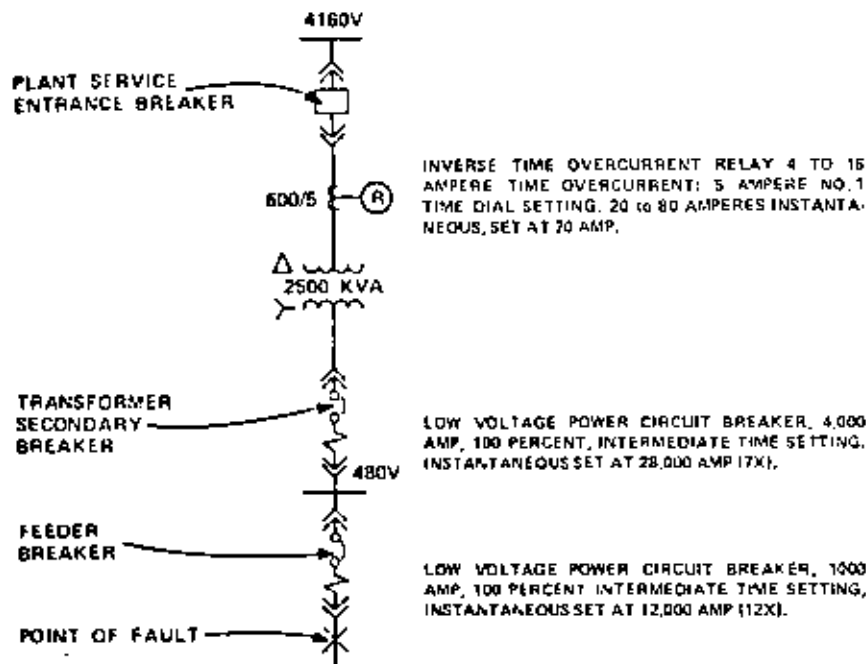 4160V
PLANT SERVICE
ENTRANCE BREAKER
INVERSE TIME OVERCURRENT RELAY 4 TO 16
AMPERE TIME OVERCURRENT: 5 AMPERE NO. 1
TIME DIAL SETTING. 20 to 80 AMPERES INSTANTA-
NEOUS, SET AT 70 AMP.
600/5
R
Δ
2500 KVA
Y
TRANSFORMER
SECONDARY
BREAKER
LOW VOLTAGE POWER CIRCUIT BREAKER, 4,000
AMP, 100 PERCENT, INTERMEDIATE TIME SETTING,
INSTANTANEOUS SET AT 28,000 AMP (7X).
480V
FEEDER
BREAKER
LOW VOLTAGE POWER CIRCUIT BREAKER, 1000
AMP, 100 PERCENT INTERMEDIATE TIME SETTING,
INSTANTANEOUS SET AT 12,000 AMP (12X).
POINT OF FAULT